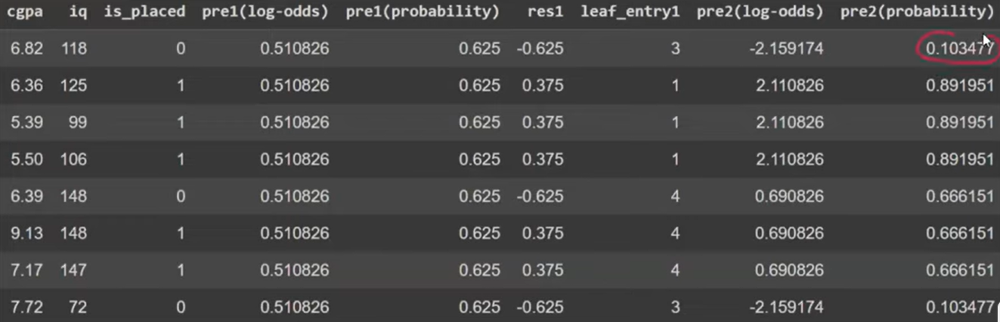 cgpa iq is_placed pre1(log-odds) pre1(probability) res1 leaf_entry1 pre2(log-odds) pre2(probability)
6.82 118 0 0.510826 0.625 -0.625 3 -2.159174 0.103477
6.36 125 1 0.510826 0.625 0.375 1 2.110826 0.891951
5.39 99 1 0.510826 0.625 0.375 1 2.110826 0.891951
5.50 106 1 0.510826 0.625 0.375 1 2.110826 0.891951
6.39 148 0 0.510826 0.625 -0.625 4 0.690826 0.666151
9.13 148 1 0.510826 0.625 0.375 4 0.690826 0.666151
7.17 147 1 0.510826 0.625 0.375 4 0.690826 0.666151
7.72 72 0 0.510826 0.625 -0.625 3 -2.159174 0.103477